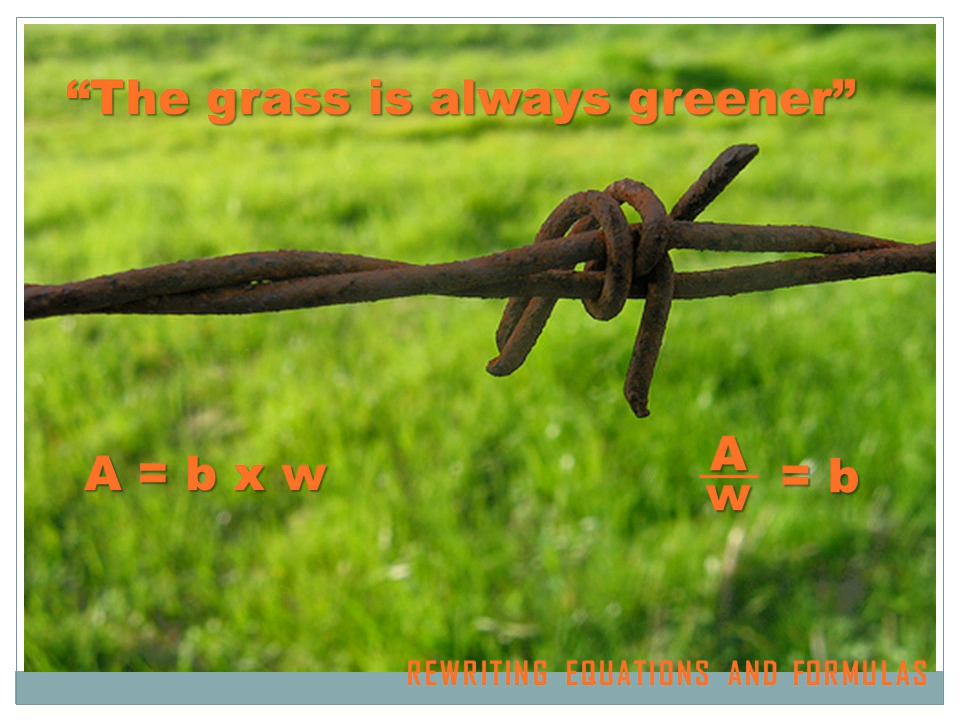 “The grass is always greener”
A = b x w
A
w = b
REWRITING EQUATIONS AND FORMULAS